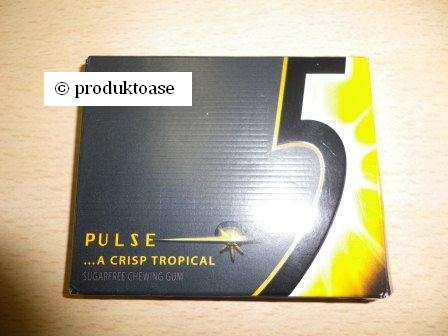 © produktoase
5
PULSE
...A CRISP TROPICAL
SUGARFREE CHEWING GUM